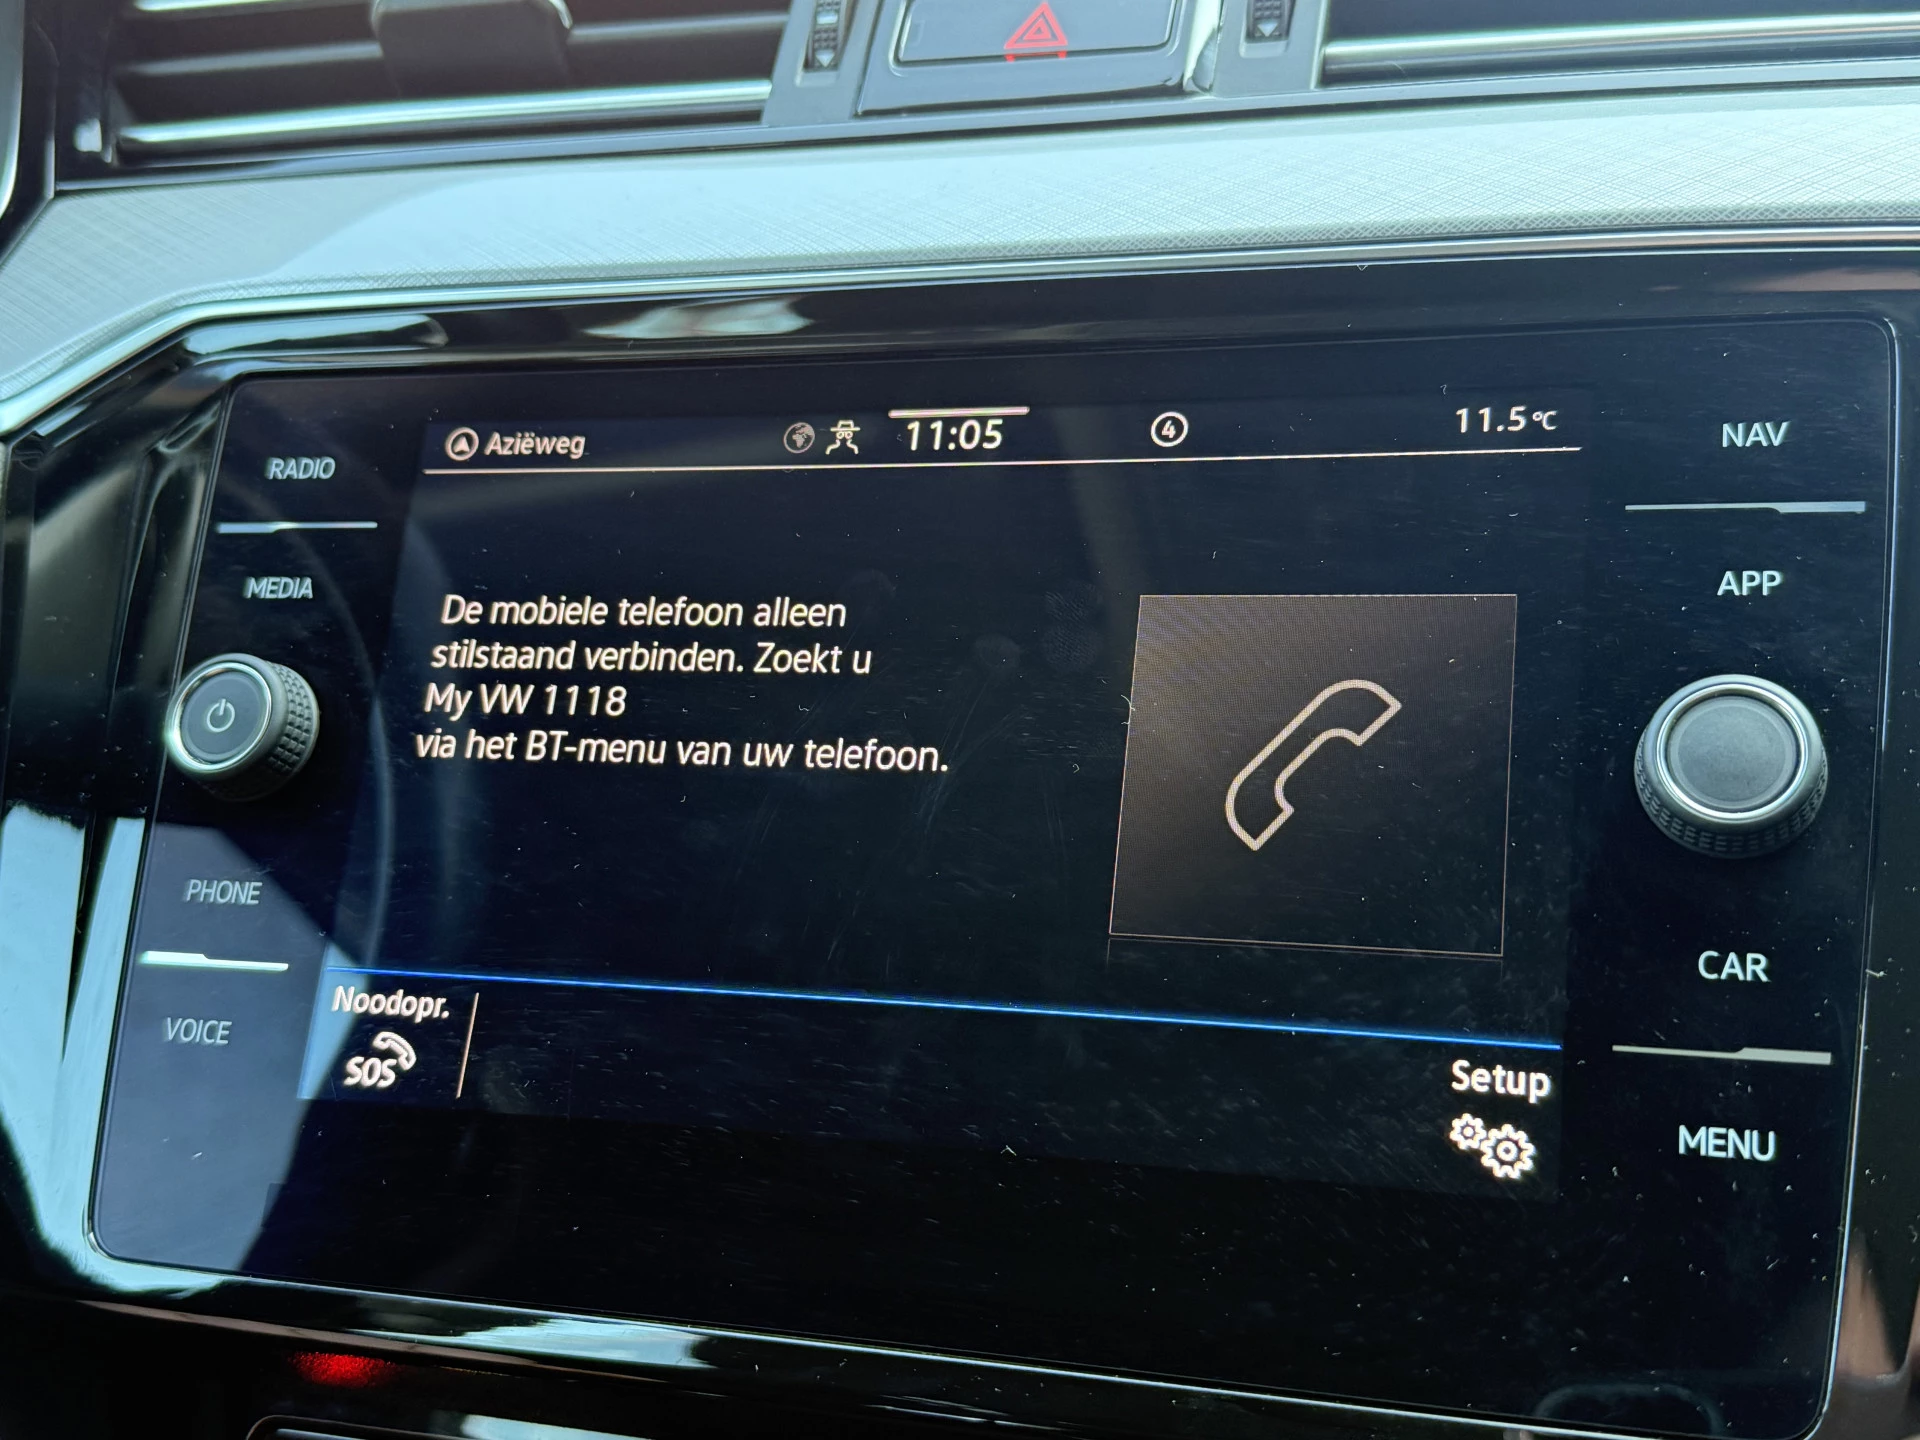 Aziëweg
11:05
4
11.5°C
RADIO
MEDIA
PHONE
VOICE
De mobiele telefoon alleen
stilstaand verbinden. Zoekt u
My VW 1118
via het BT-menu van uw telefoon.
Noodopr.
SOS
Setup
NAV
APP
CAR
MENU